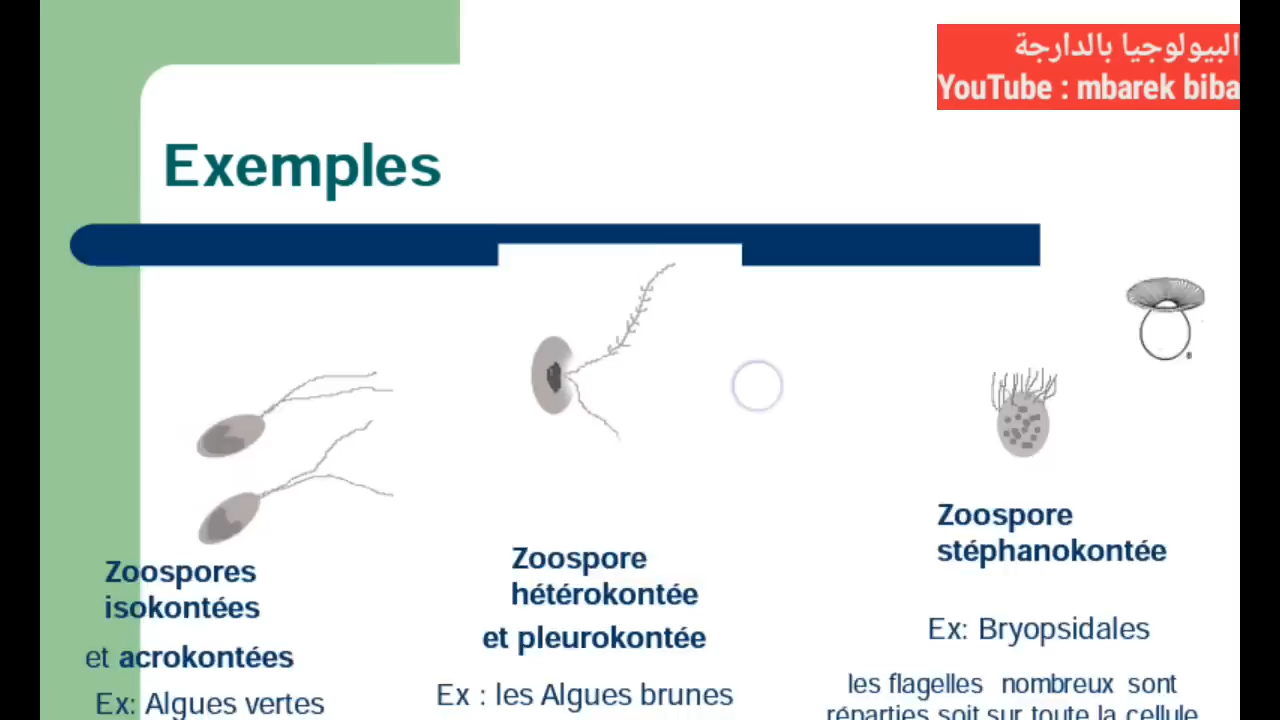 البيولوجيا بالدارجة
YouTube : mbarek biba
Exemples
Zoospores
isokontées
et acrokontées
Ex: Algues vertes
Zoospore
hétérokontée
et pleurokontée
Ex : les Algues brunes
Zoospore
stéphanokontée
Ex: Bryopsidales
les flagelles nombreux sont
réparties soit sur toute la cellule